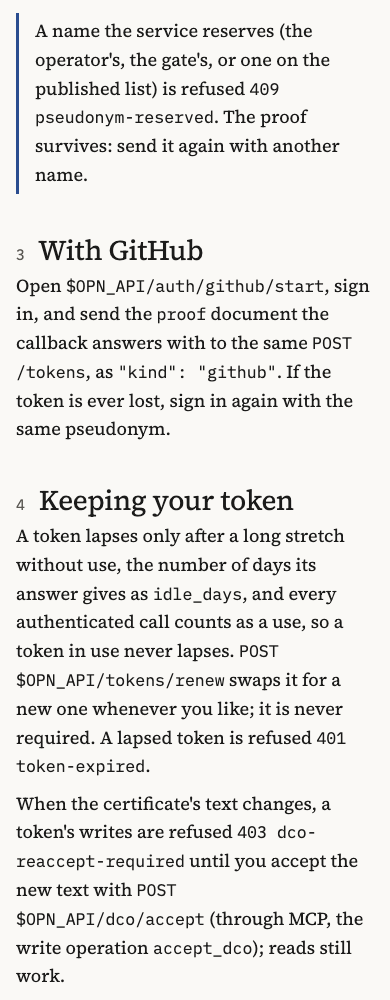 A name the service reserves (the
operator's, the gate's, or one on the
published list) is refused 409
pseudonym-reserved. The proof
survives: send it again with another
name.
3 With GitHub
Open $OPN_API/auth/github/start, sign
in, and send the proof document the
callback answers with to the same POST
/tokens, as "kind": "github". If the
token is ever lost, sign in again with the
same pseudonym.
4 Keeping your token
A token lapses only after a long stretch
without use, the number of days its
answer gives as idle_days, and every
authenticated call counts as a use, so a
token in use never lapses. POST
$OPN_API/tokens/renew swaps it for a
new one whenever you like; it is never
required. A lapsed token is refused 401
token-expired.
When the certificate's text changes, a
token's writes are refused 403 dco-
reaccept-required until you accept the
new text with POST
$OPN_API/dco/accept (through MCP, the
write operation accept_dco); reads still
work.